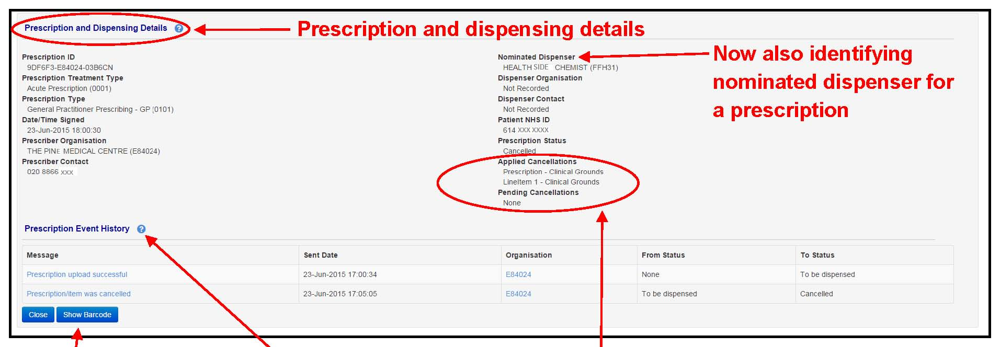 Prescription and Dispensing Details ?
Prescription and dispensing details
Prescription ID
9DF6F3-E84024-03B6CN
Prescription Treatment Type
Acute Prescription (0001)
Prescription Type
General Practitioner Prescribing - GP (0101)
Date/Time Signed
23-Jun-2015 18:00:30
Prescriber Organisation
THE PINE MEDICAL CENTRE (E84024)
Prescriber Contact
020 8866 XXX
Nominated Dispenser
HEALTH SIDE CHEMIST (FFH31)
Dispenser Organisation
Not Recorded
Dispenser Contact
Not Recorded
Patient NHS ID
614 XXX XXXX
Prescription Status
Cancelled
Applied Cancellations
Prescription - Clinical Grounds
LineItem 1 - Clinical Grounds
Pending Cancellations
None
Now also identifying
nominated dispenser for
a prescription
Prescription Event History ?
Message Sent Date Organisation From Status To Status
Prescription upload successful 23-Jun-2015 17:00:34 E84024 None To be dispensed
Prescription/item was cancelled 23-Jun-2015 17:05:05 E84024 To be dispensed Cancelled
Close Show Barcode